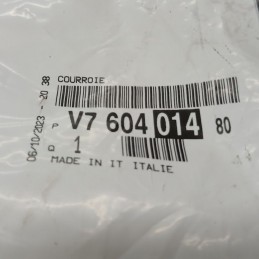 COURROIE
P V7 604 014 80
Q 1
MADE IN IT ITALIE
06/10/2023 - 20 38